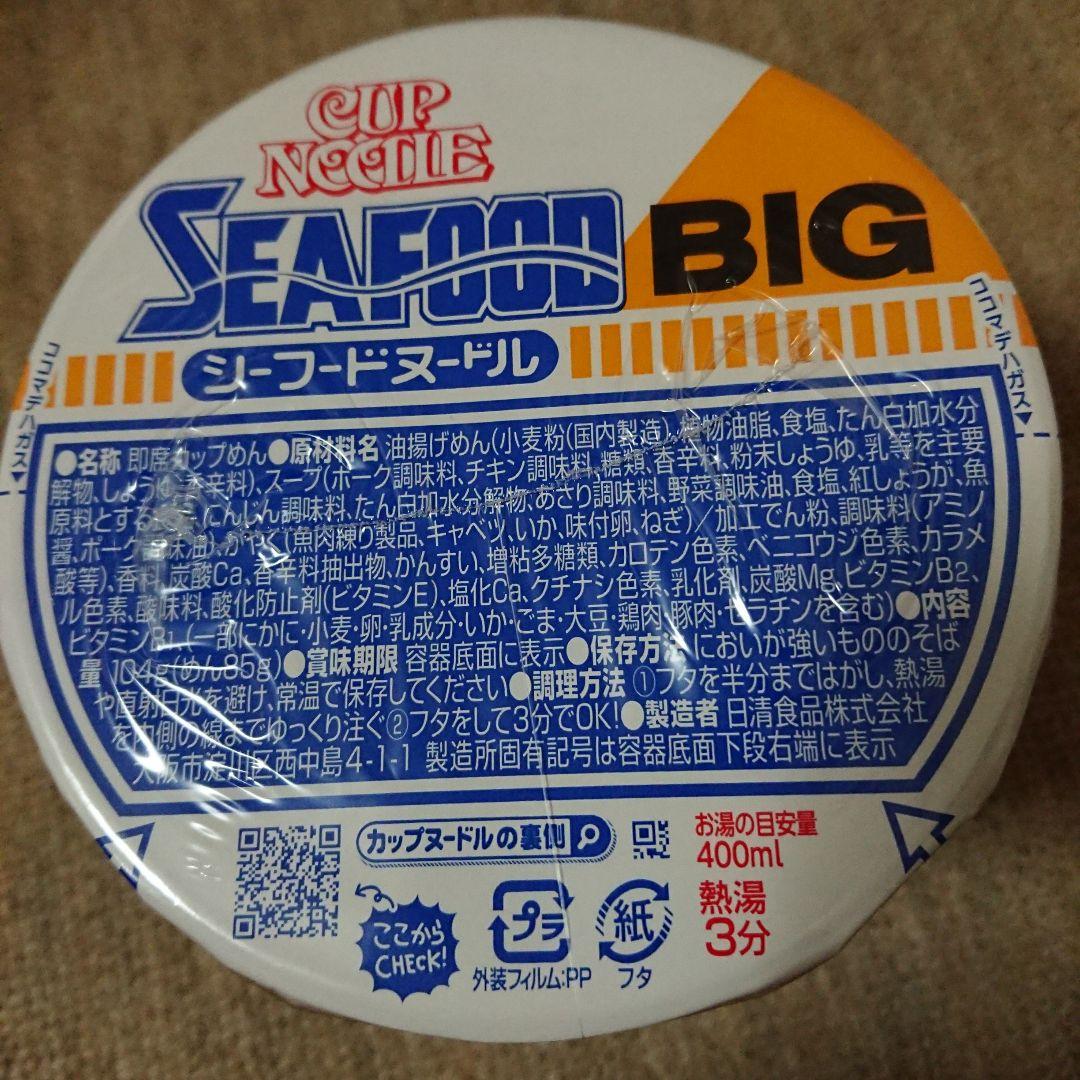 CUP
NOODLE
SEAFOOD BIG
シーフードヌードル
ココマデハガス
ココマデハガス
●名称 即席カップめん●原材料名 油揚げめん(小麦粉(国内製造)、植物油脂、食塩、たん白加水分
解物、しょうゆ、香辛料)、スープ(ポーク調味料、チキン調味料、糖類、香辛料、粉末しょうゆ、乳等を主要
原料とする 、たんじん調味料、たん白加水分解物、あさり調味料、野菜調味油、食塩、紅しょうが、魚
醤、ポーク調味油)、かやく(魚肉練り製品、キャベツ、いか、味付卵、ねぎ)/加工でん粉、調味料(アミノ
酸等)、香料、炭酸Ca、香辛料抽出物、かんすい、増粘多糖類、カロテン色素、ベニコウジ色素、カラメ
ル色素、酸味料、酸化防止剤(ビタミンE)、塩化Ca、クチナシ色素、乳化剤、炭酸Mg、ビタミンB2、
ビタミンB1、(一部にかに・小麦・卵・乳成分・いか・ごま・大豆・鶏肉・豚肉・ゼラチンを含む)●内容
量 104g(めん85g)●賞味期限 容器底面に表示●保存方法 においが強いもののそば
や直射日光を避け、常温で保存してください●調理方法 ①フタを半分まではがし、熱湯
を内側の線までゆっくり注ぐ②フタをして3分でOK!●製造者 日清食品株式会社
大阪市淀川区西中島4-1-1 製造所固有記号は容器底面下段右端に表示
カップヌードルの裏側
ここから
CHECK!
プラ
外装フィルム:PP
紙
フタ
お湯の目安量
400ml
熱湯
3分